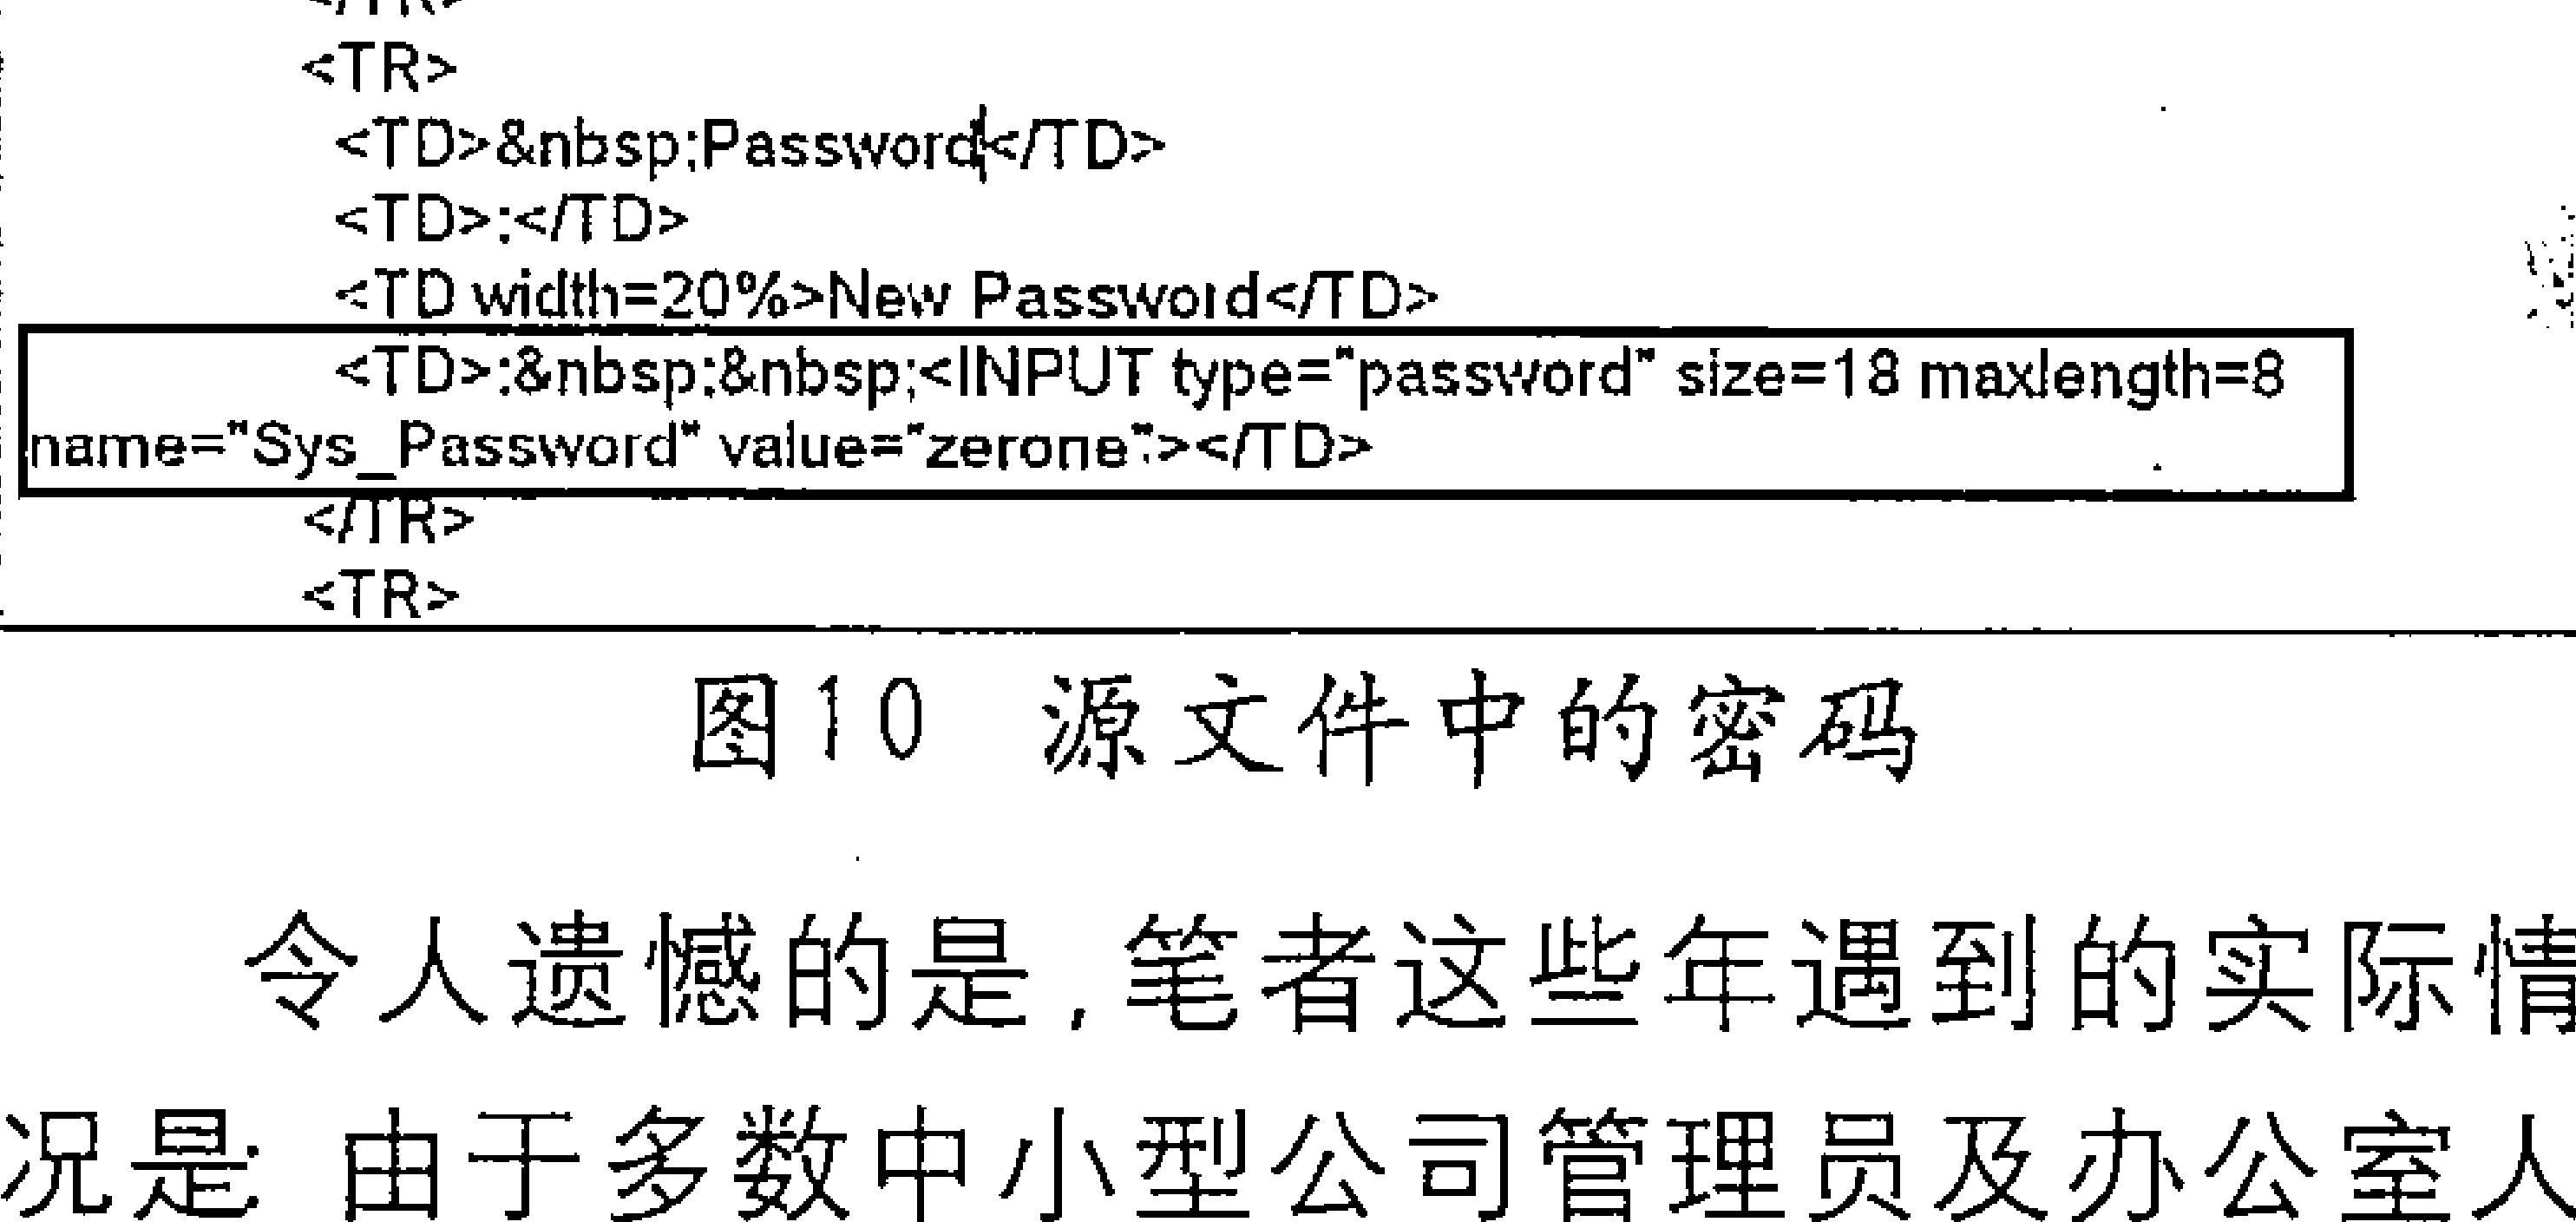 </TR>
<TR>
<TD>&nbsp;Password</TD>
<TD>:</TD>
<TD width=20%>New Password</TD>
<TD>:&nbsp;&nbsp;<INPUT type="password" size=18 maxlength=8
name="Sys_Password" value="zerone"></TD>
</TR>
<TR>
图10 源文件中的密码
令人遗憾的是,笔者这些年遇到的实际情
况是: 由于多数中小型公司管理员及办公室人